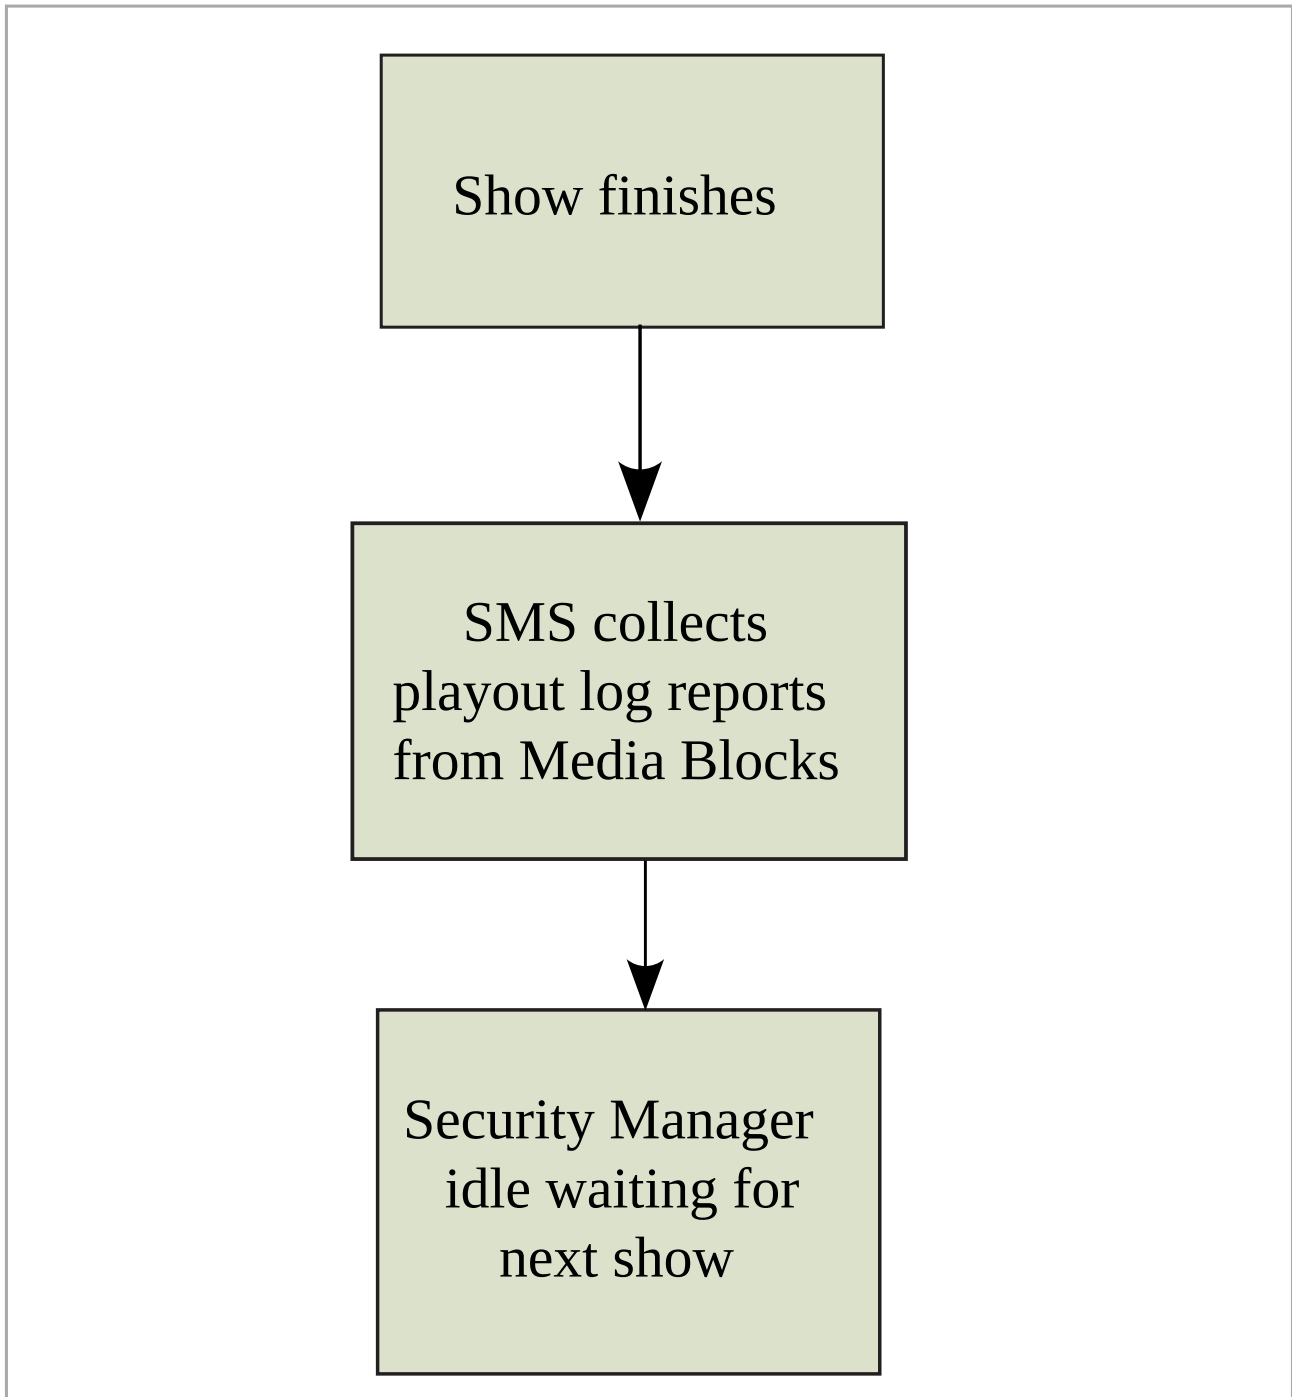 Show finishes
SMS collects
playout log reports
from Media Blocks
Security Manager
idle waiting for
next show